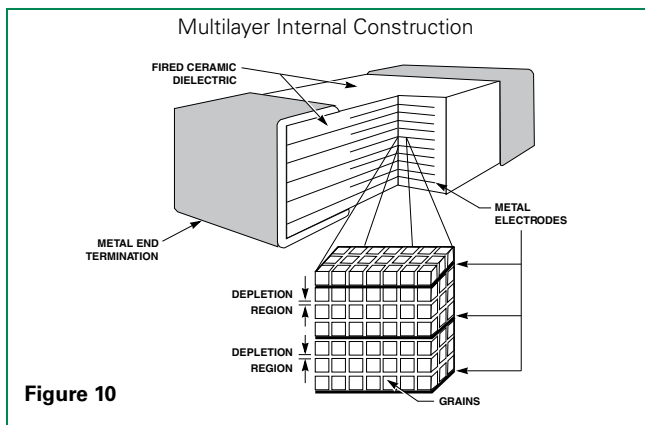 Multilayer Internal Construction
FIRED CERAMIC
DIELECTRIC
METAL
ELECTRODES
METAL END
TERMINATION
DEPLETION
REGION
DEPLETION
REGION
GRAINS
Figure 10